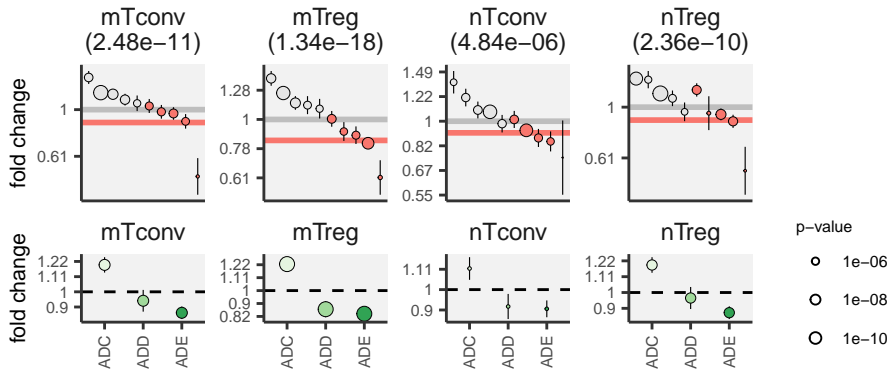 mTconv
(2.48e−11)
mTreg
(1.34e−18)
nTconv
(4.84e−06)
nTreg
(2.36e−10)
fold change
1
0.61
1.28
1
0.78
0.61
1.49
1.22
1
0.82
0.67
0.55
1
0.61
mTconv
mTreg
nTconv
nTreg
fold change
1.22
1.11
1
0.9
1.22
1.11
1
0.9
0.82
1.11
1
0.9
1.22
1.11
1
0.9
ADC
ADD
ADE
ADC
ADD
ADE
ADC
ADD
ADE
ADC
ADD
ADE
p−value
1e−06
1e−08
1e−10